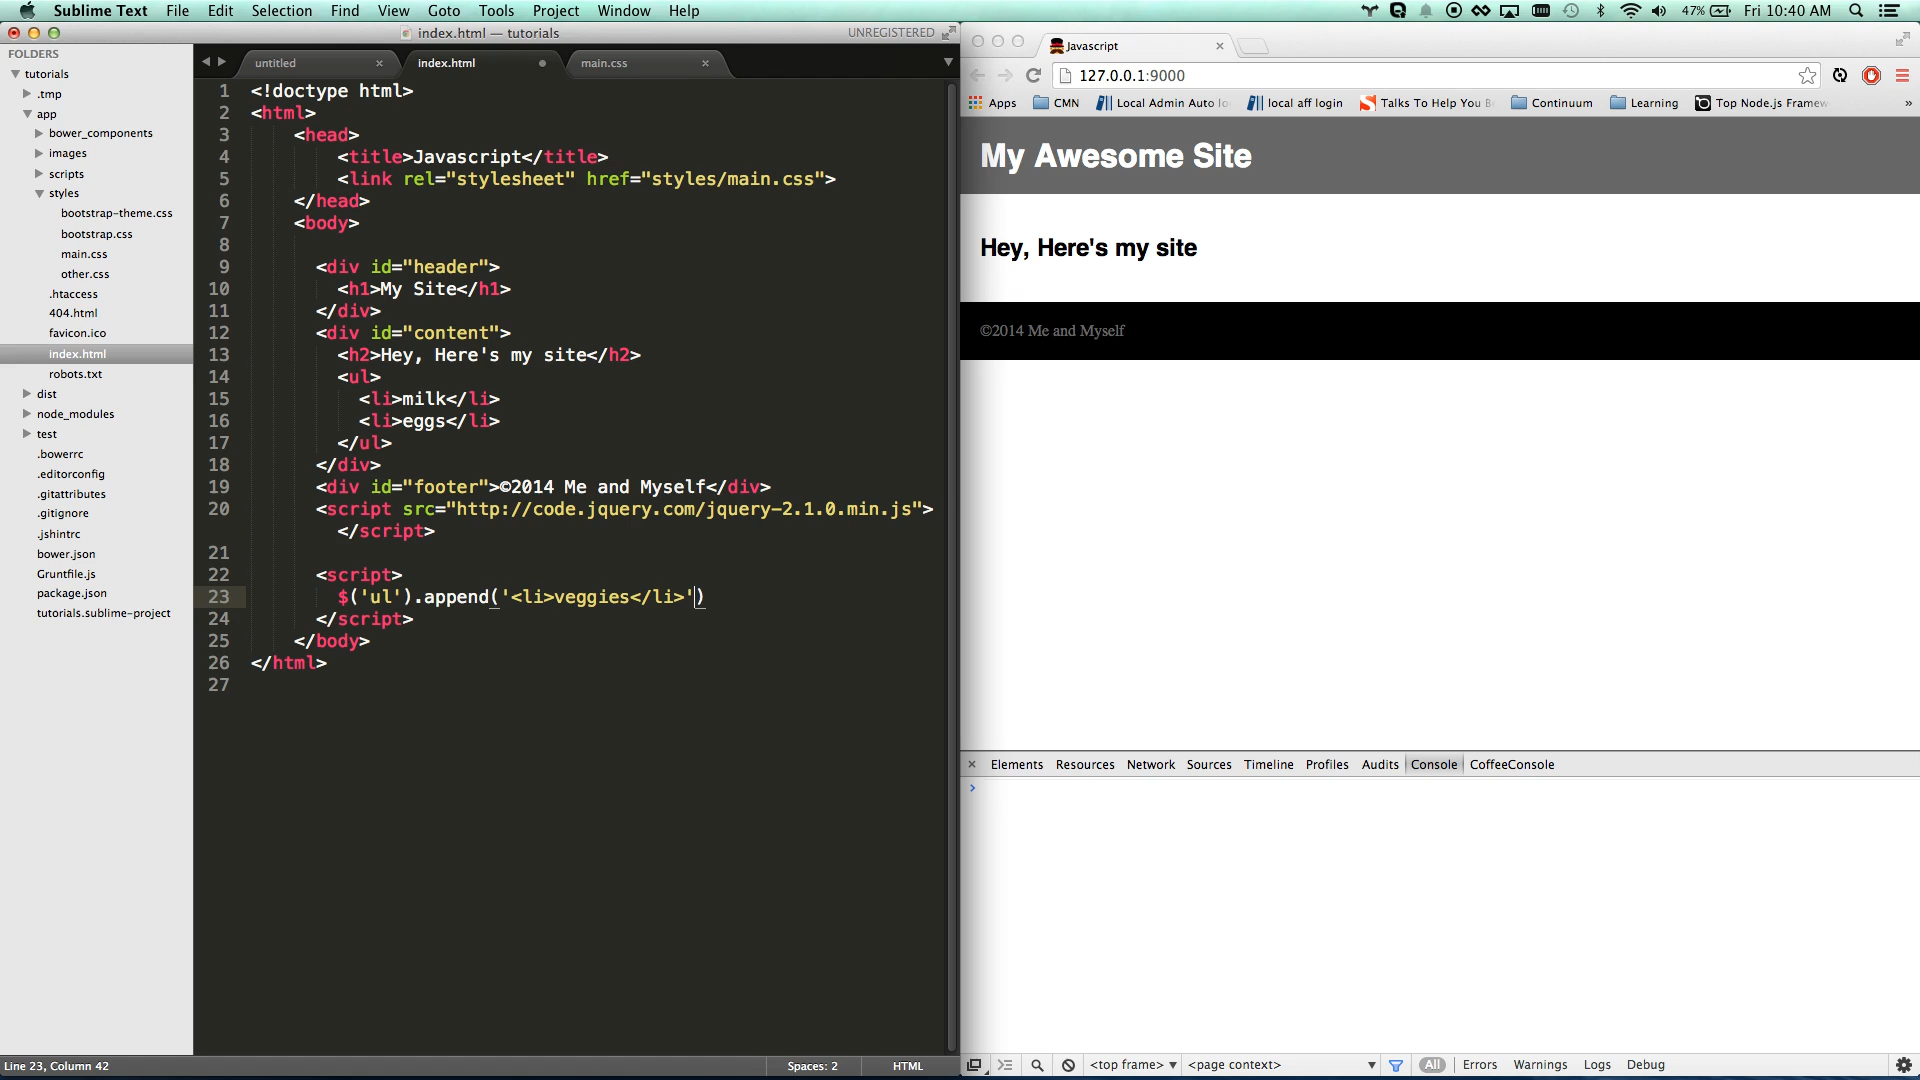 Sublime Text File Edit Selection Find View Goto Tools Project Window Help
47% Fri 10:40 AM
index.html — tutorials
UNREGISTERED
FOLDERS
tutorials
.tmp
app
bower_components
images
scripts
styles
bootstrap-theme.css
bootstrap.css
main.css
other.css
.htaccess
404.html
favicon.ico
index.html
robots.txt
dist
node_modules
test
.bowerrc
.editorconfig
.gitattributes
.gitignore
.jshintrc
bower.json
Gruntfile.js
package.json
tutorials.sublime-project
untitled × index.html main.css ×
1 <!doctype html>
2 <html>
3 <head>
4 <title>Javascript</title>
5 <link rel="stylesheet" href="styles/main.css">
6 </head>
7 <body>
8
9 <div id="header">
10 <h1>My Site</h1>
11 </div>
12 <div id="content">
13 <h2>Hey, Here's my site</h2>
14 <ul>
15 <li>milk</li>
16 <li>eggs</li>
17 </ul>
18 </div>
19 <div id="footer">©2014 Me and Myself</div>
20 <script src="http://code.jquery.com/jquery-2.1.0.min.js">
</script>
21
22 <script>
23 $('ul').append('<li>veggies</li>')
24 </script>
25 </body>
26 </html>
27
Line 23, Column 42 Spaces: 2 HTML
Javascript ×
127.0.0.1:9000
Apps CMN Local Admin Auto lo local aff login Talks To Help You B Continuum Learning Top Node.js Framew »
My Awesome Site
Hey, Here's my site
©2014 Me and Myself
× Elements Resources Network Sources Timeline Profiles Audits Console CoffeeConsole
>
<top frame> <page context> All Errors Warnings Logs Debug